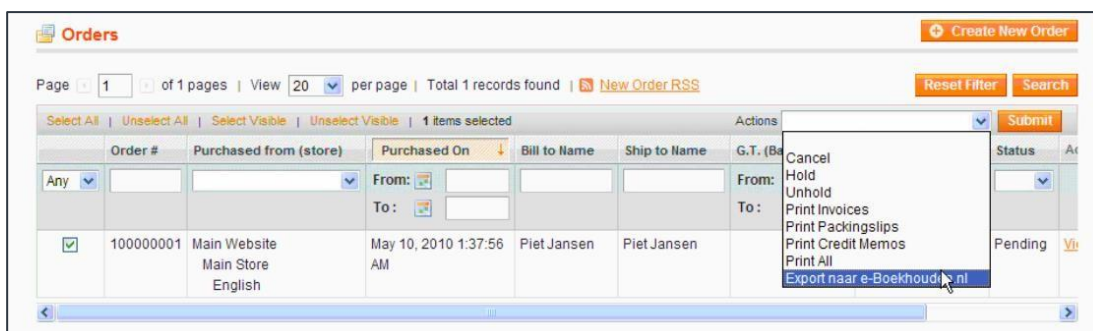 Orders
Create New Order
Page 1 of 1 pages | View 20 per page | Total 1 records found | New Order RSS
Reset Filter Search
Select All | Unselect All | Select Visible | Unselect Visible | 1 items selected
Actions
Submit
Order # Purchased from (store) Purchased On Bill to Name Ship to Name G.T. (Ba Status
Any From: From:
To: To:
Cancel
Hold
Unhold
Print Invoices
Print Packingslips
Print Credit Memos
Print All
Export naar e-Boekhouden.nl
100000001 Main Website May 10, 2010 1:37:56 Piet Jansen Piet Jansen Pending
Main Store AM
English